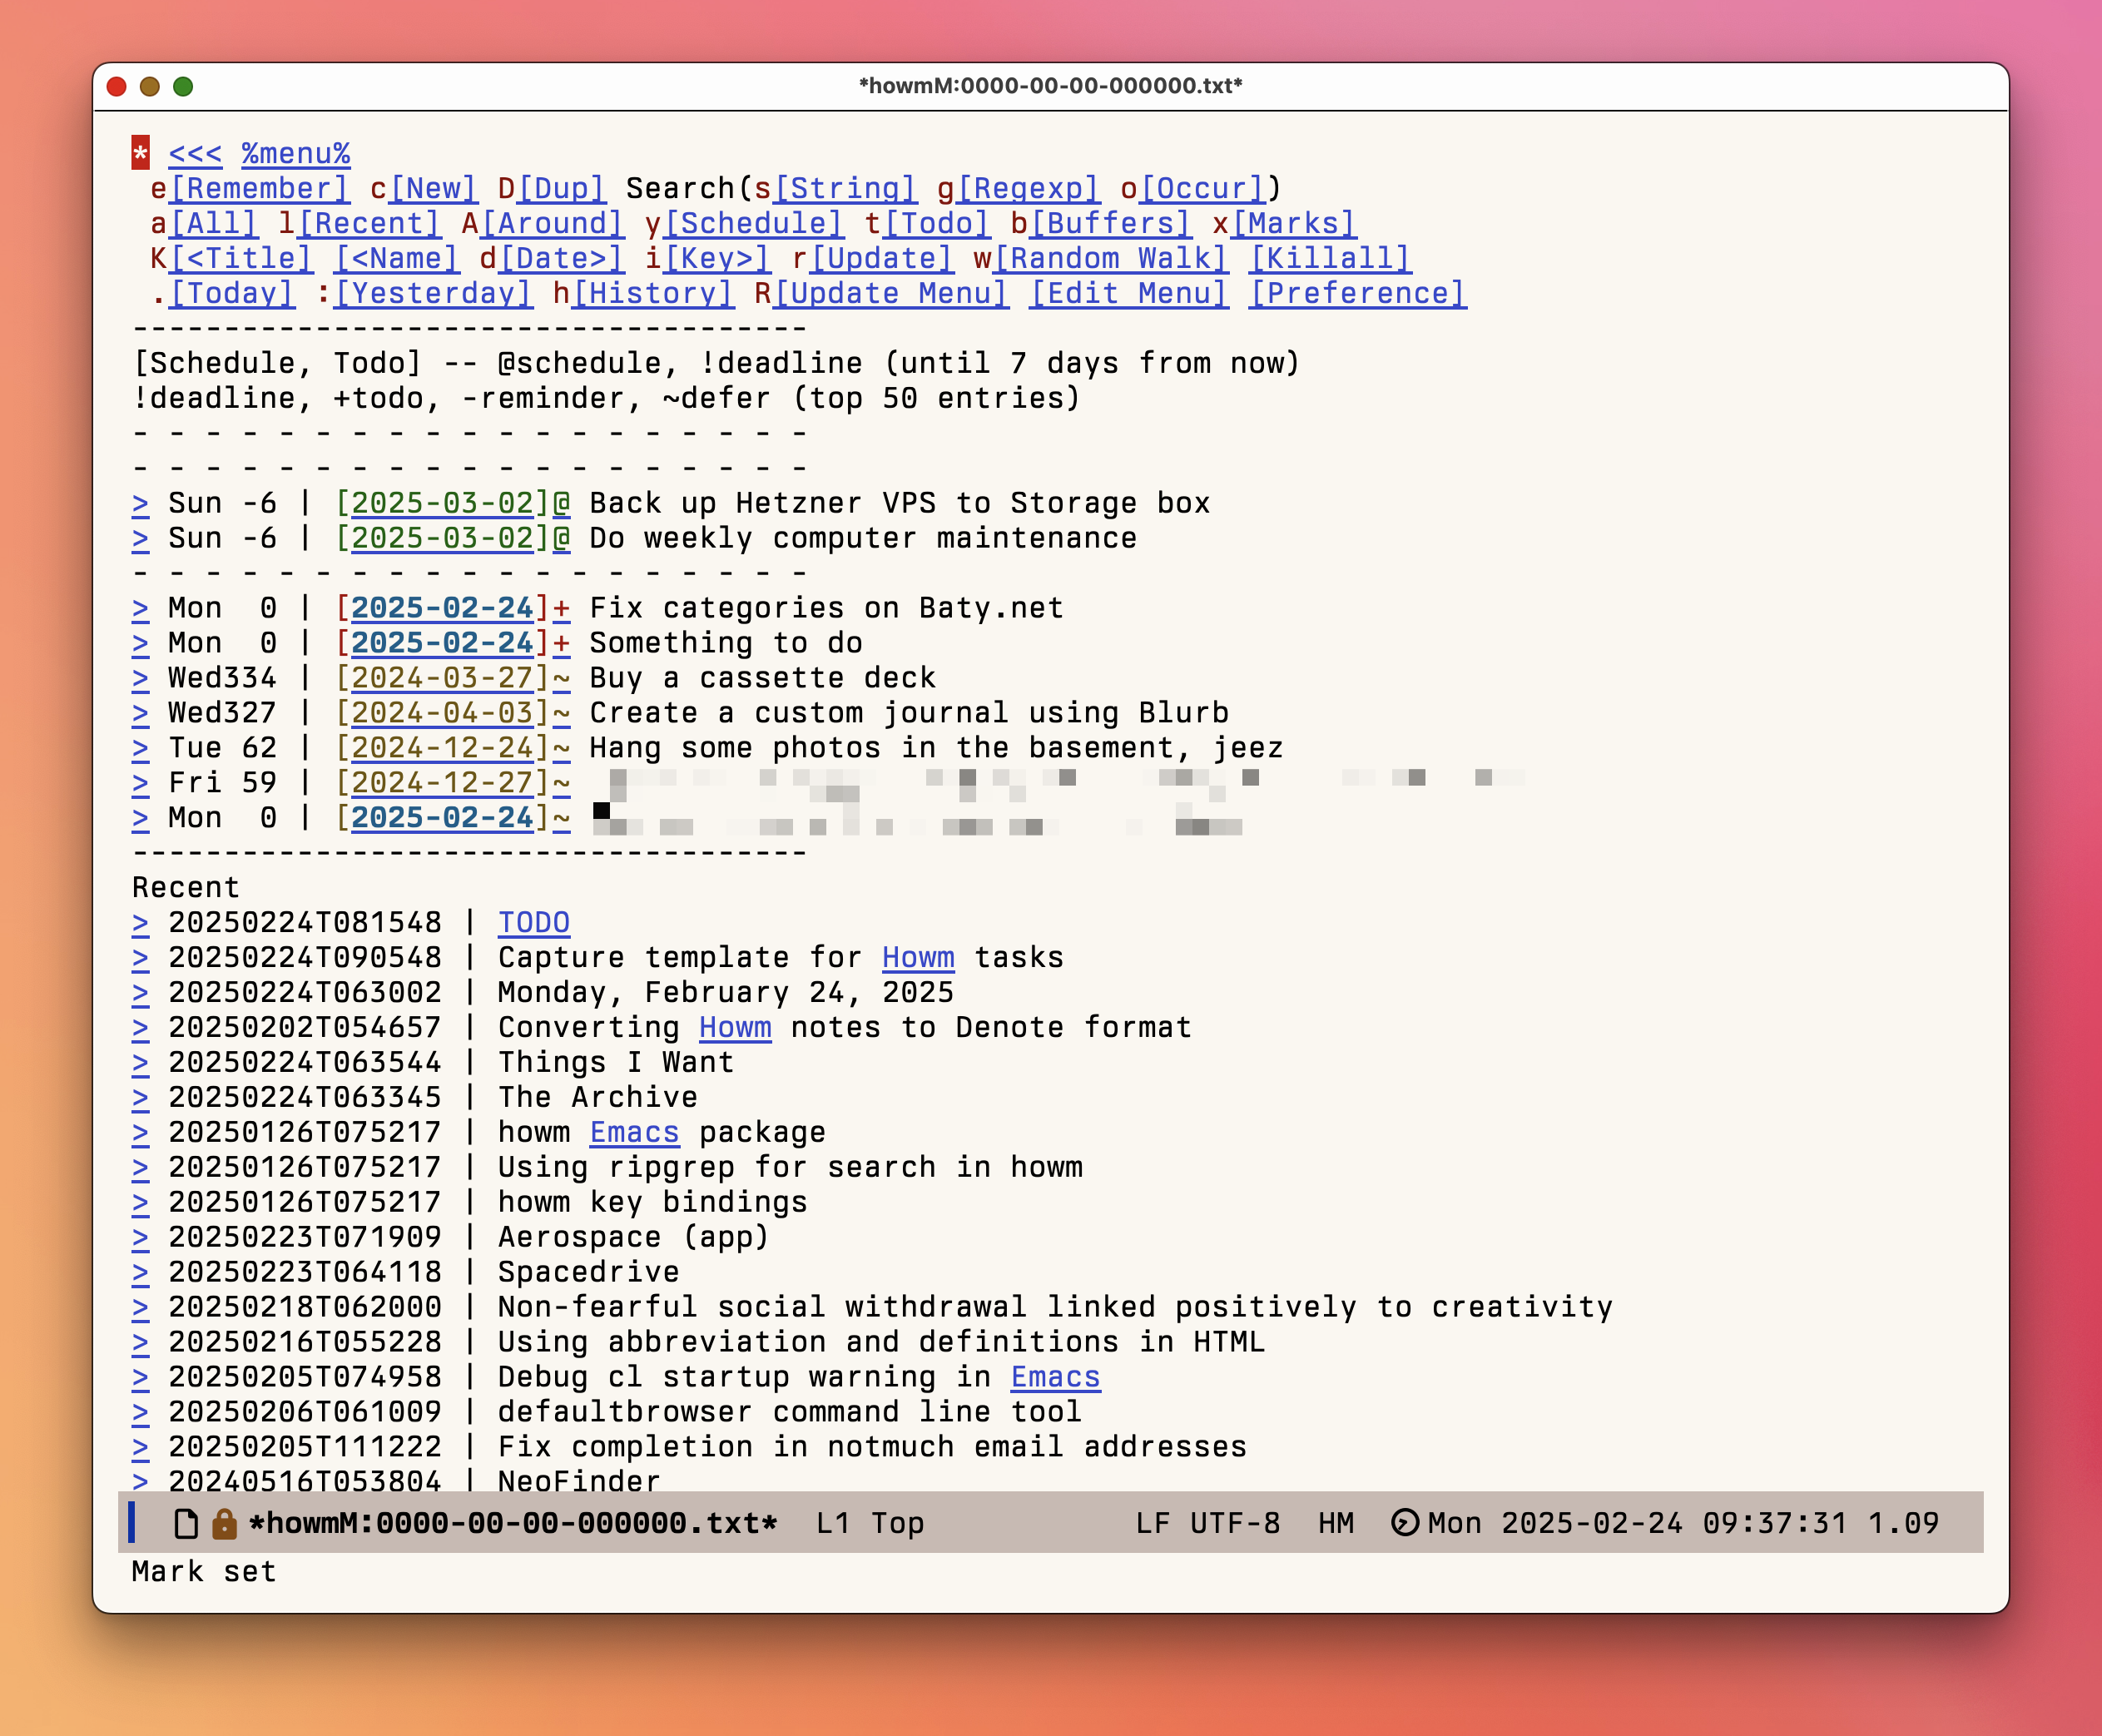 *howmM:0000-00-00-000000.txt*
* <<< %menu%
e[Remember] c[New] D[Dup] Search(s[String] g[Regexp] o[Occur])
a[All] l[Recent] A[Around] y[Schedule] t[Todo] b[Buffers] x[Marks]
K[<Title] [<Name] d[Date>] i[Key>] r[Update] w[Random Walk] [Killall]
.[Today] :[Yesterday] h[History] R[Update Menu] [Edit Menu] [Preference]
-------------------------------------
[Schedule, Todo] -- @schedule, !deadline (until 7 days from now)
!deadline, +todo, -reminder, ~defer (top 50 entries)
- - - - - - - - - - - - - - - - - - -
- - - - - - - - - - - - - - - - - - -
> Sun -6 | [2025-03-02]@ Back up Hetzner VPS to Storage box
> Sun -6 | [2025-03-02]@ Do weekly computer maintenance
- - - - - - - - - - - - - - - - - - -
> Mon  0 | [2025-02-24]+ Fix categories on Baty.net
> Mon  0 | [2025-02-24]+ Something to do
> Wed334 | [2024-03-27]~ Buy a cassette deck
> Wed327 | [2024-04-03]~ Create a custom journal using Blurb
> Tue 62 | [2024-12-24]~ Hang some photos in the basement, jeez
> Fri 59 | [2024-12-27]~
> Mon  0 | [2025-02-24]~
-------------------------------------
Recent
> 20250224T081548 | TODO
> 20250224T090548 | Capture template for Howm tasks
> 20250224T063002 | Monday, February 24, 2025
> 20250202T054657 | Converting Howm notes to Denote format
> 20250224T063544 | Things I Want
> 20250224T063345 | The Archive
> 20250126T075217 | howm Emacs package
> 20250126T075217 | Using ripgrep for search in howm
> 20250126T075217 | howm key bindings
> 20250223T071909 | Aerospace (app)
> 20250223T064118 | Spacedrive
> 20250218T062000 | Non-fearful social withdrawal linked positively to creativity
> 20250216T055228 | Using abbreviation and definitions in HTML
> 20250205T074958 | Debug cl startup warning in Emacs
> 20250206T061009 | defaultbrowser command line tool
> 20250205T111222 | Fix completion in notmuch email addresses
> 20240516T053804 | NeoFinder
*howmM:0000-00-00-000000.txt* L1 Top LF UTF-8 HM Mon 2025-02-24 09:37:31 1.09
Mark set